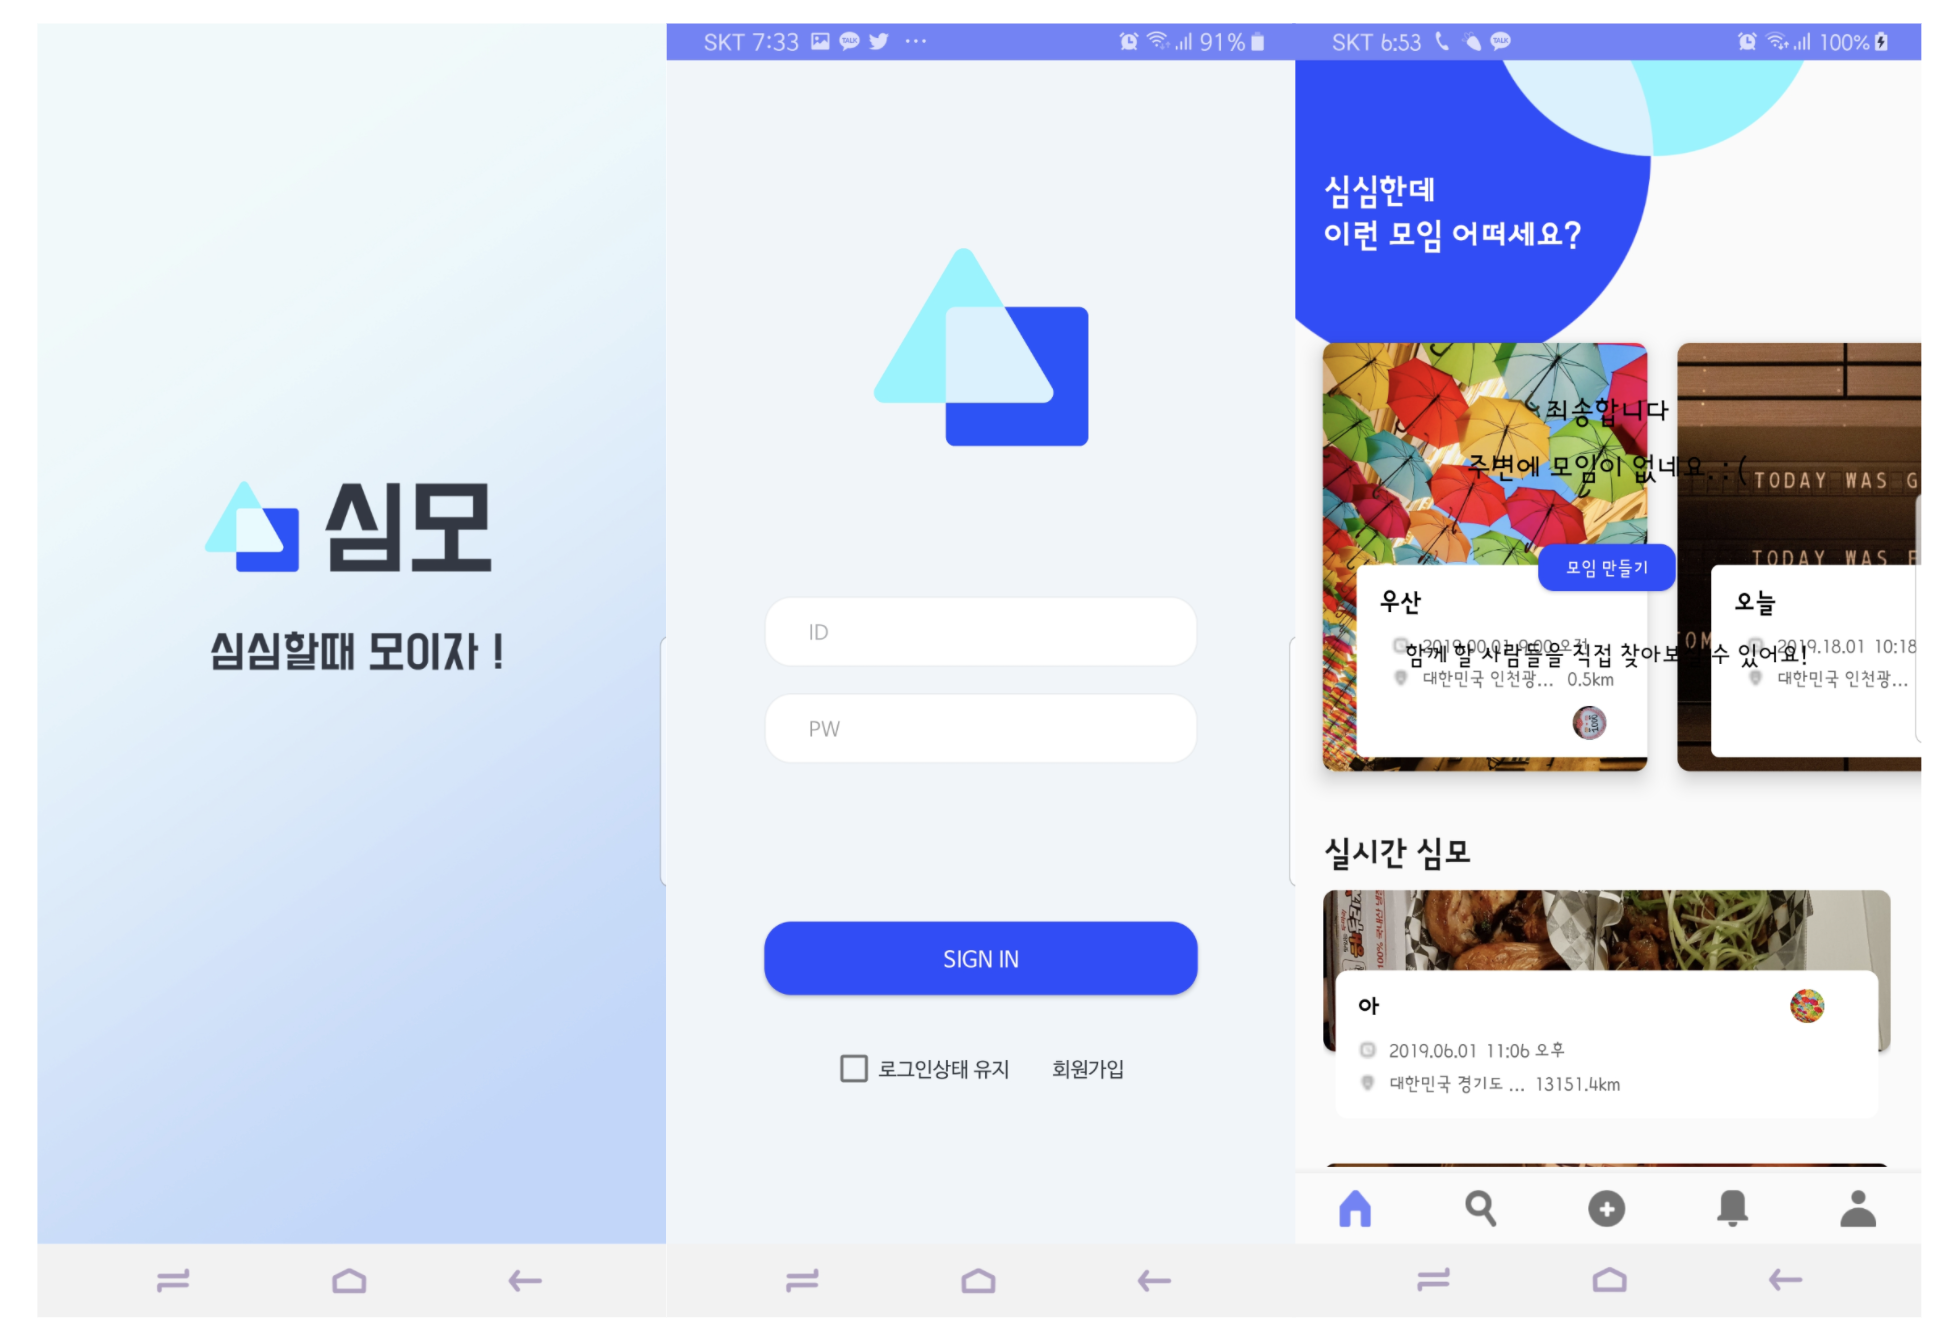 심모
심심할때 모이자 !
SKT 7:33
TALK
91%
ID
PW
SIGN IN
로그인상태 유지
회원가입
SKT 6:53
TALK
100%
심심한데
이런 모임 어떠세요?
죄송합니다
주변에 모임이 없네요. : (
TODAY WAS G
TODAY WAS
모임 만들기
우산
2019.00.01 9:00 오전
함께 할 사람들을 직접 찾아보 수 있어요!
대한민국 인천광... 0.5km
오늘
2019.18.01 10:18
대한민국 인천광...
실시간 심모
아
2019.06.01 11:06 오후
대한민국 경기도 ... 13151.4km